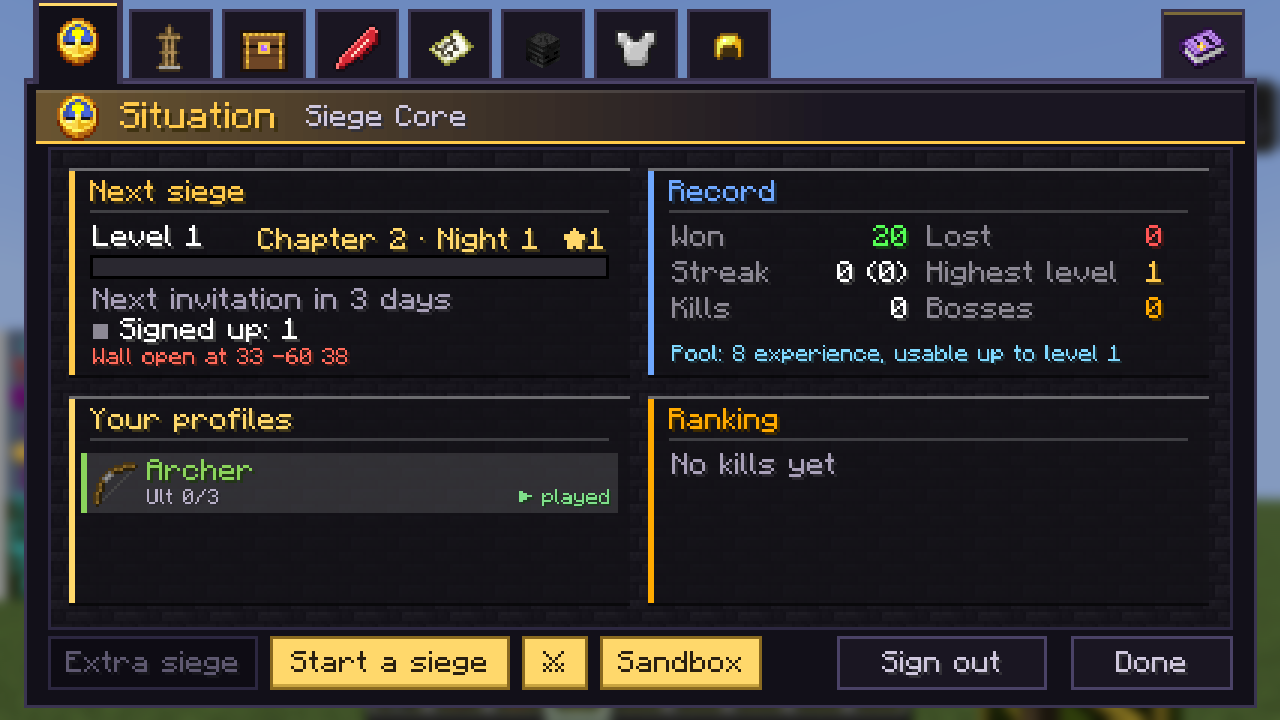 Situation Siege Core
Next siege
Level 1 Chapter 2 · Night 1 ★1
Next invitation in 3 days
Signed up: 1
Wall open at 33 -60 38
Record
Won 20 Lost 0
Streak 0 (0) Highest level 1
Kills 0 Bosses 0
Pool: 8 experience, usable up to level 1
Your profiles
Archer
Ult 0/3 ► played
Ranking
No kills yet
Extra siege Start a siege Sandbox Sign out Done